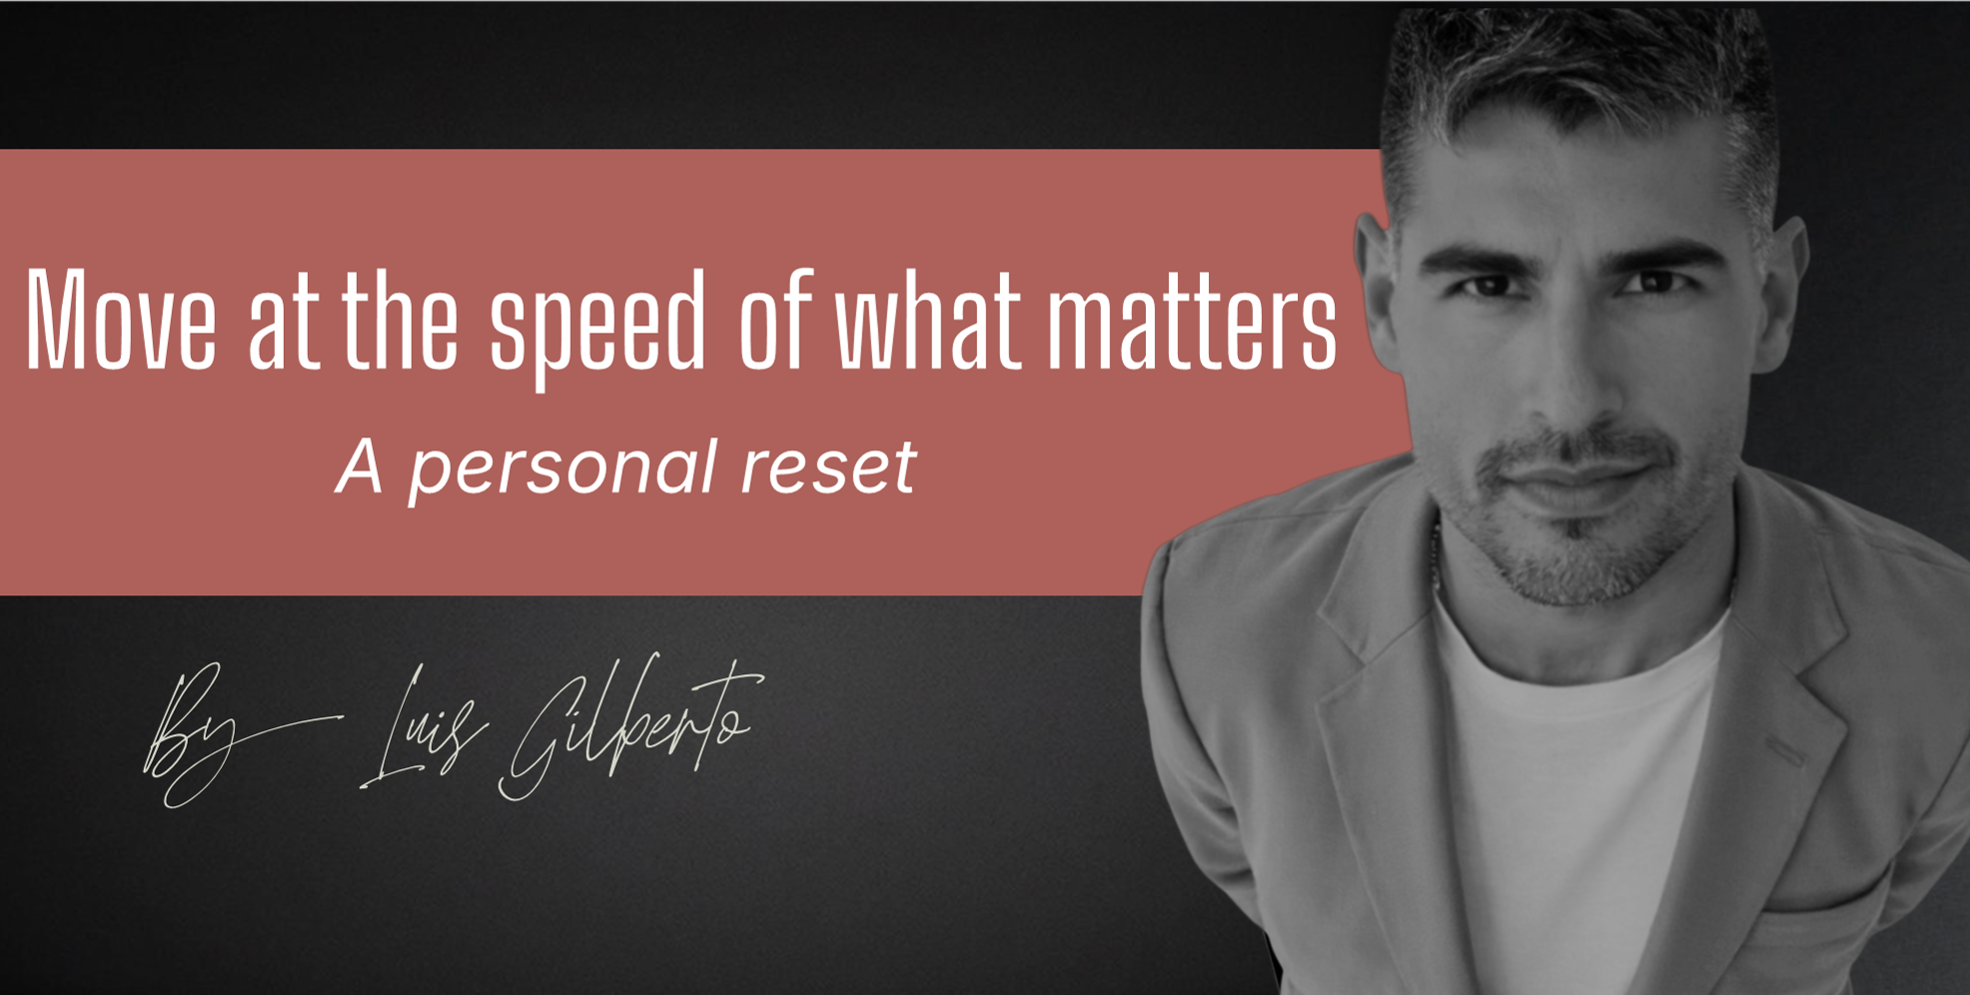 Move at the speed of what matters
A personal reset
By Luis Gilberto